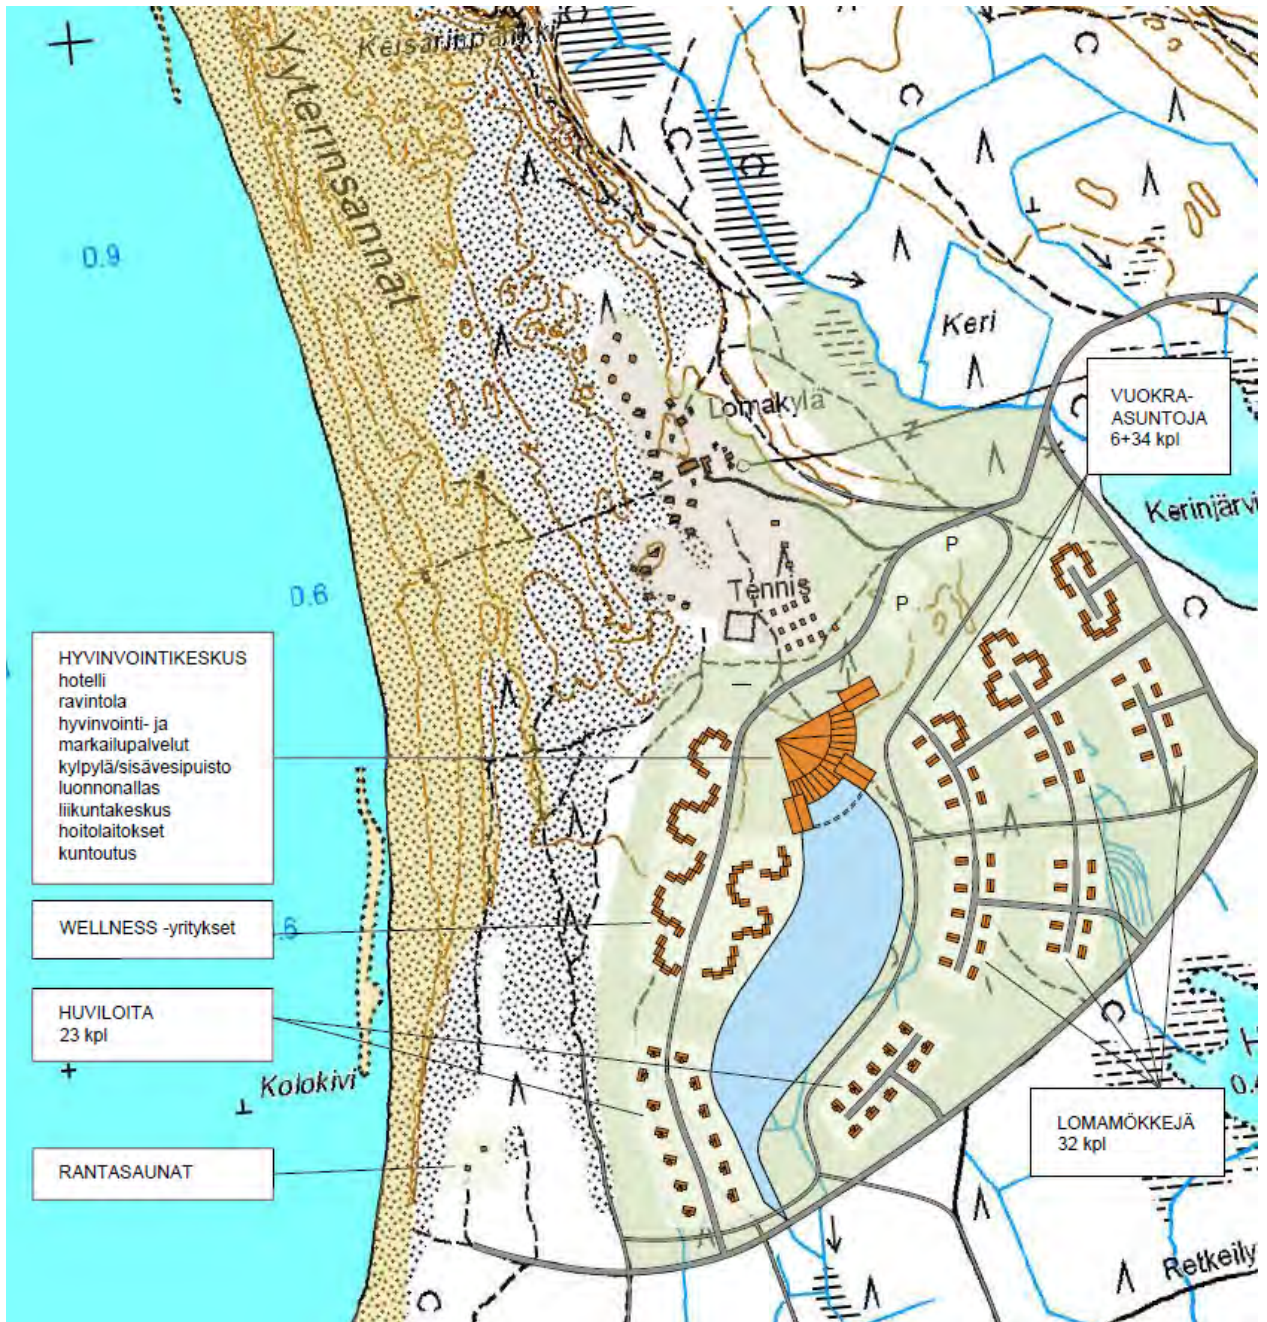 Keisarinpankki
Yyterinsannat
0.9
Keri
Lomakylä
VUOKRA-
ASUNTOJA
6+34 kpl
Kerinjärvi
P
P
Tennis
0.6
HYVINVOINTIKESKUS
hotelli
ravintola
hyvinvointi- ja
markailupalvelut
kylpylä/sisävesipuisto
luonnonallas
liikuntakeskus
hoitolaitokset
kuntoutus
WELLNESS -yritykset
.6
HUVILOITA
23 kpl
Kolokivi
RANTASAUNAT
LOMAMÖKKEJÄ
32 kpl
H
0.
Retkeily